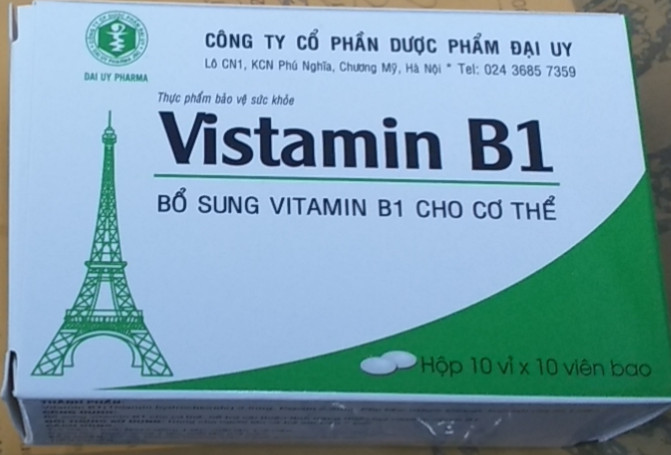 DAI UY PHARMA
CÔNG TY CỔ PHẦN DƯỢC PHẨM ĐẠI UY
Lô CN1, KCN Phú Nghĩa, Chương Mỹ, Hà Nội * Tel: 024 3685 7359
Thực phẩm bảo vệ sức khỏe
Vistamin B1
BỔ SUNG VITAMIN B1 CHO CƠ THỂ
Hộp 10 vỉ x 10 viên bao
THÀNH PHẦN